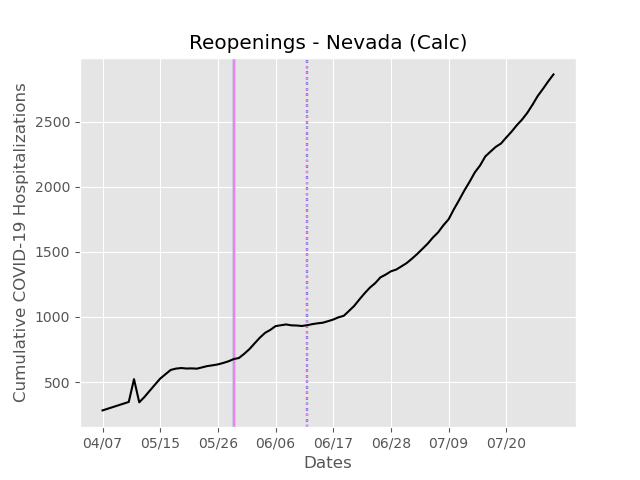 Reopenings - Nevada (Calc)
Cumulative COVID-19 Hospitalizations
2500
2000
1500
1000
500
04/07 05/15 05/26 06/06 06/17 06/28 07/09 07/20
Dates